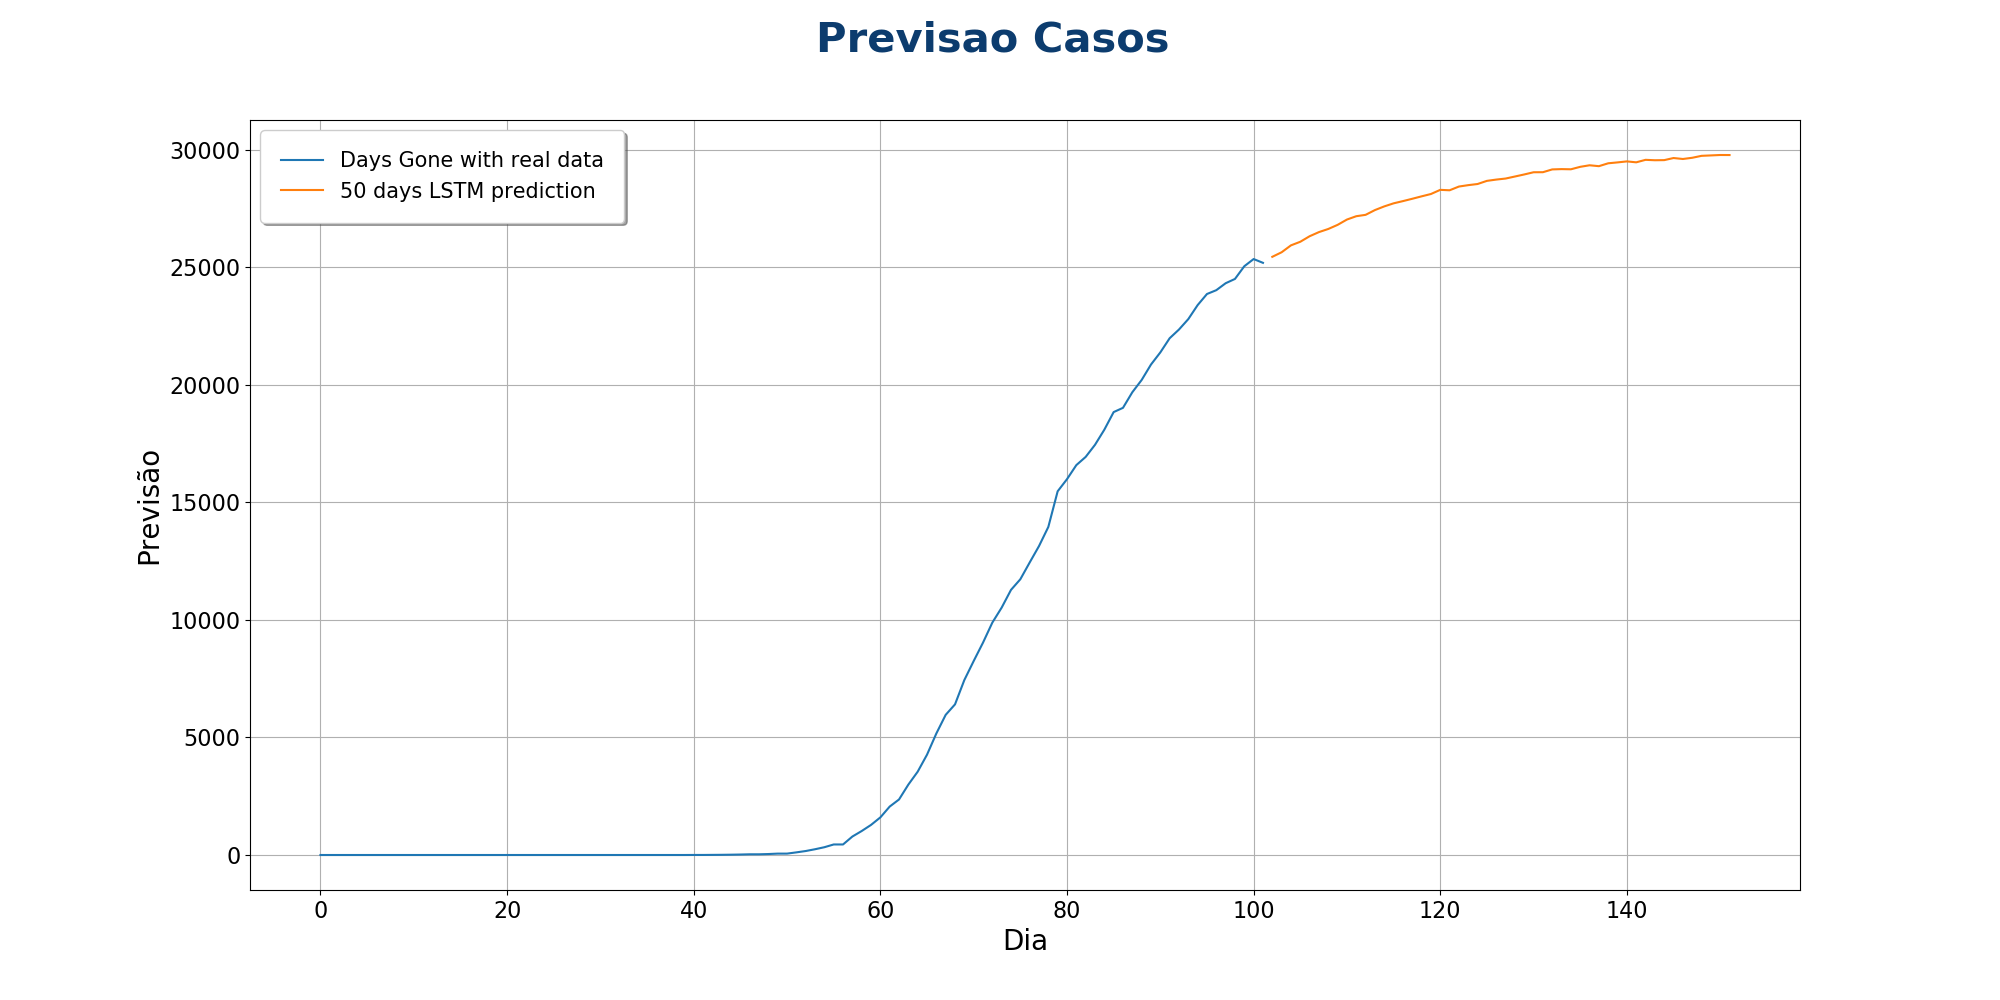 Previsao Casos
Days Gone with real data
50 days LSTM prediction
30000
25000
20000
15000
10000
5000
0
Previsão
0 20 40 60 80 100 120 140
Dia